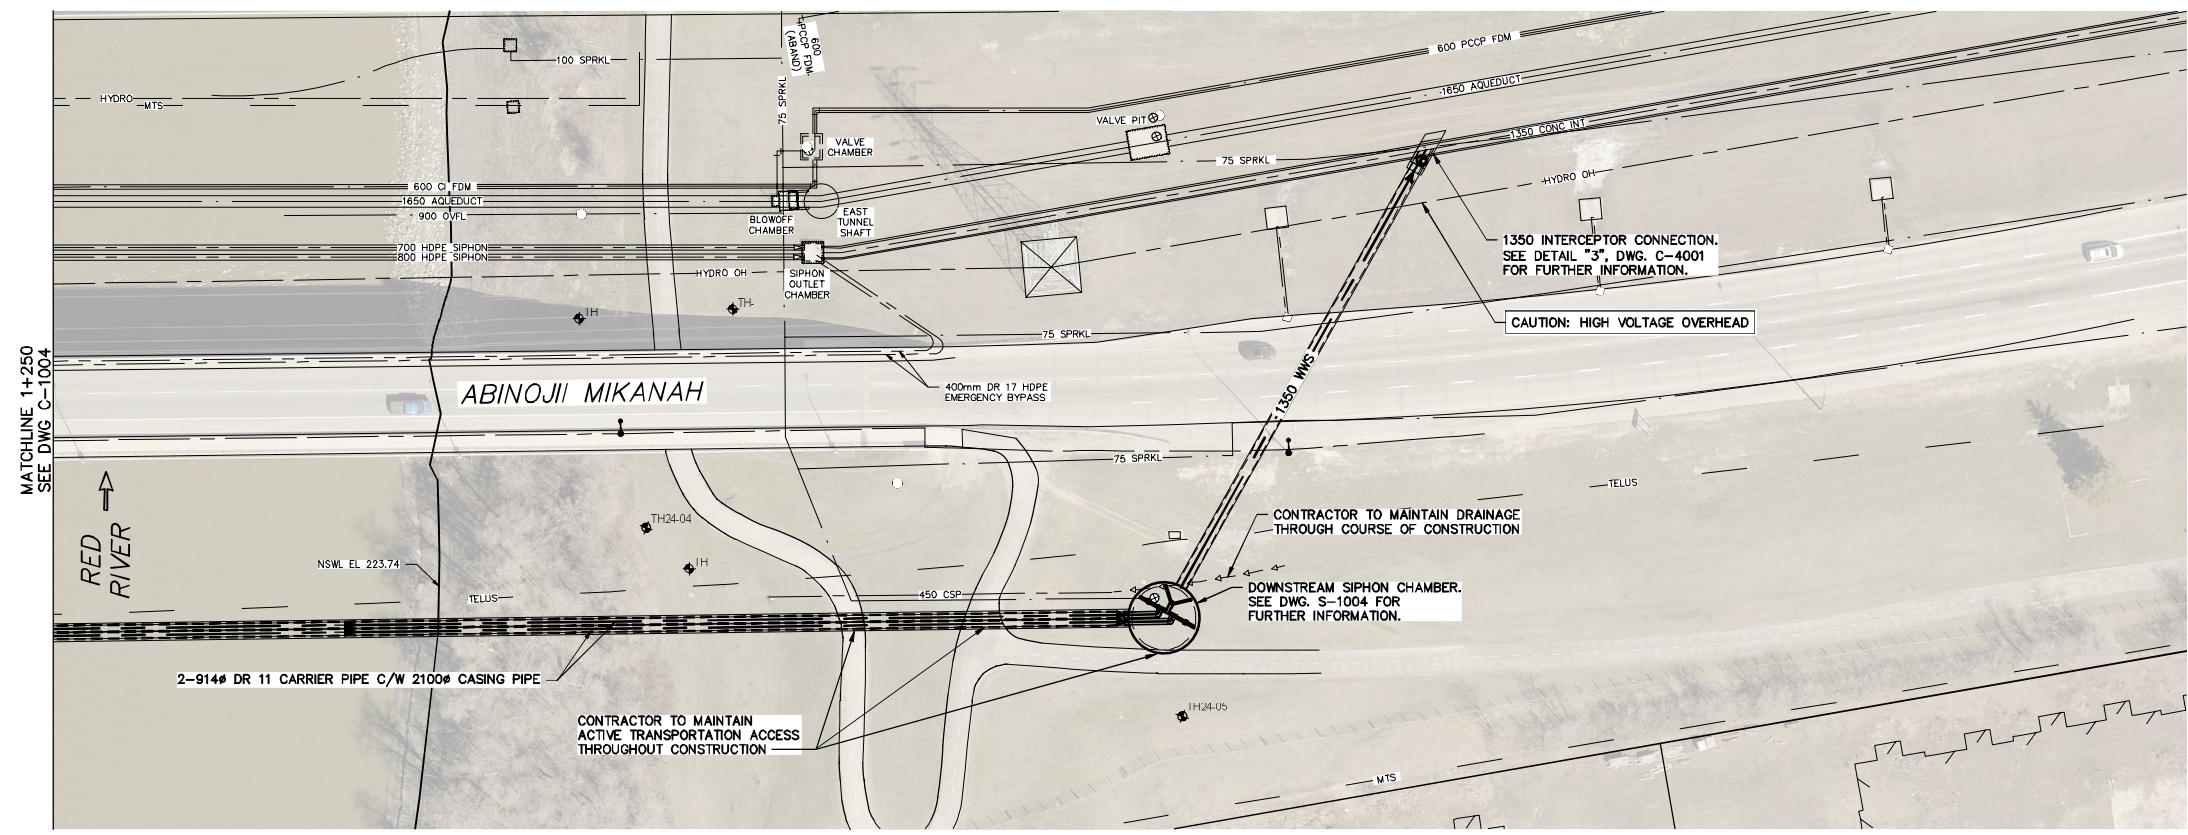 600
PCCP FDM-
(ABAND)
600 PCCP FDM
100 SPRKL
HYDRO
MTS
75 SPRKL
1650 AQUEDUCT
VALVE PIT
1350 CONC INT
VALVE
CHAMBER
75 SPRKL
HYDRO OH
600 CI FDM
1650 AQUEDUCT
900 OVFL
BLOWOFF
CHAMBER
EAST
TUNNEL
SHAFT
700 HDPE SIPHON
800 HDPE SIPHON
HYDRO OH
SIPHON
OUTLET
CHAMBER
1350 INTERCEPTOR CONNECTION.
SEE DETAIL "3", DWG. C-4001
FOR FURTHER INFORMATION.
TH
TH-
CAUTION: HIGH VOLTAGE OVERHEAD
75 SPRKL
MATCHLINE 1+250
SEE DWG C-1004
ABINOJII MIKANAH
400mm DR 17 HDPE
EMERGENCY BYPASS
1350 WWS
75 SPRKL
TELUS
RED
RIVER
TH24-04
CONTRACTOR TO MAINTAIN DRAINAGE
THROUGH COURSE OF CONSTRUCTION
NSWL EL 223.74
TH
TELUS
450 CSP
DOWNSTREAM SIPHON CHAMBER.
SEE DWG. S-1004 FOR
FURTHER INFORMATION.
2-914ø DR 11 CARRIER PIPE C/W 2100ø CASING PIPE
CONTRACTOR TO MAINTAIN
ACTIVE TRANSPORTATION ACCESS
THROUGHOUT CONSTRUCTION
TH24-05
MTS